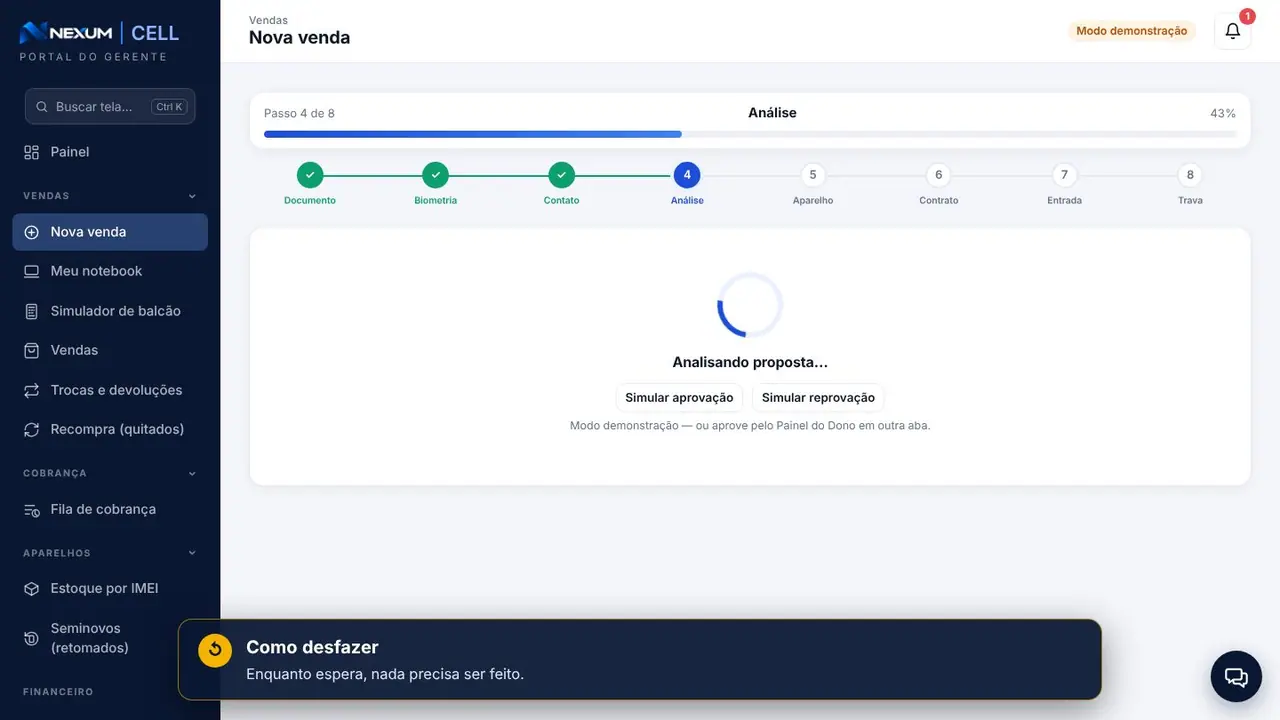 NEXUM | CELL
PORTAL DO GERENTE
Buscar tela... Ctrl K
Painel
VENDAS
Nova venda
Meu notebook
Simulador de balcão
Vendas
Trocas e devoluções
Recompra (quitados)
COBRANÇA
Fila de cobrança
APARELHOS
Estoque por IMEI
Seminovos
(retomados)
FINANCEIRO
Vendas
Nova venda
Modo demonstração
1
Passo 4 de 8
Análise
43%
4 5 6 7 8
Documento Biometria Contato Análise Aparelho Contrato Entrada Trava
Analisando proposta...
Simular aprovação Simular reprovação
Modo demonstração — ou aprove pelo Painel do Dono em outra aba.
Como desfazer
Enquanto espera, nada precisa ser feito.